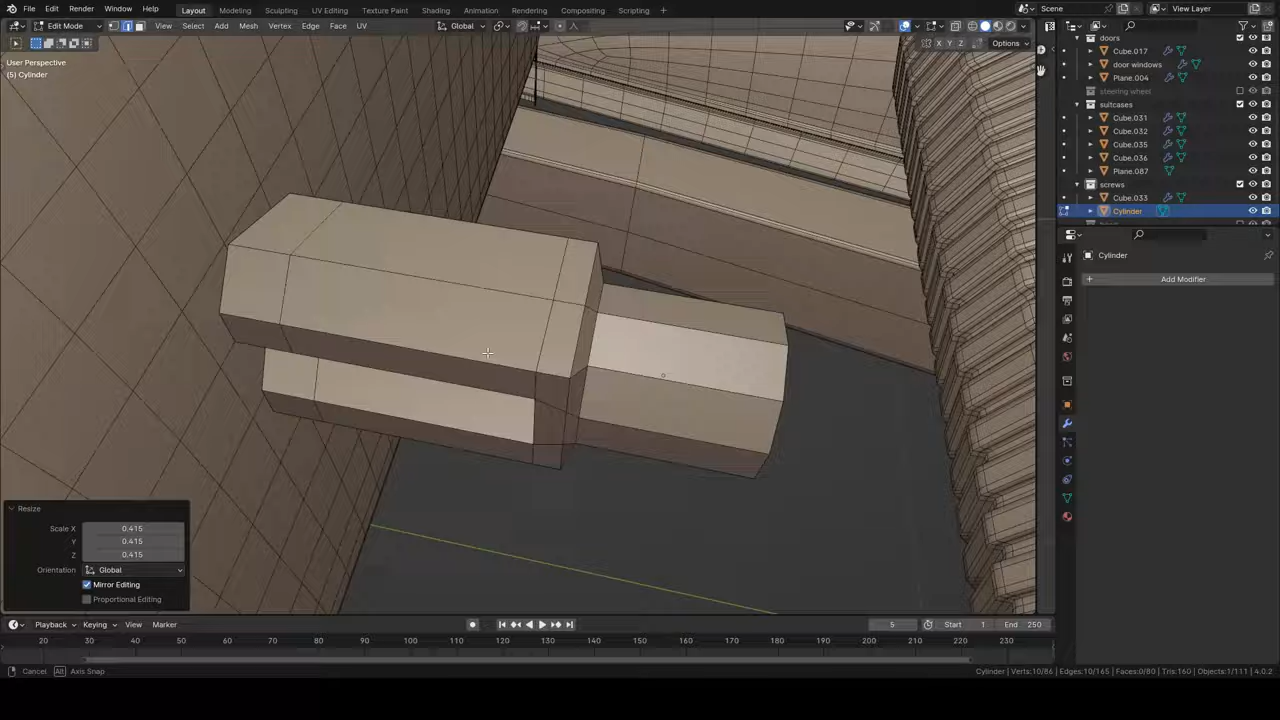 File Edit Render Window Help Layout Modeling Sculpting UV Editing Texture Paint Shading Animation Rendering Compositing Geometry Nodes Scripting + Scene View Layer
Edit Mode View Select Add Mesh Vertex Edge Face UV Global
X Y Z Options
User Perspective
(5) Cylinder
doors
Cube.017
door windows
Plane.004
steering wheel
suitcases
Cube.031
Cube.032
Cube.035
Cube.036
Plane.087
screws
Cube.033
Cylinder
Cylinder
+ Add Modifier
Resize
Scale X 0.415
Y 0.415
Z 0.415
Orientation Global
Mirror Editing
Proportional Editing
Playback Keying View Marker 5 Start 1 End 250
20 30 40 50 60 70 80 90 100 110 120 130 140 150 160 170 180 190 200 210 220 230
Cancel Alt Axis Snap Cylinder | Verts:10/86 | Edges:10/165 | Faces:0/80 | Tris:160 | Objects:1/111 | 4.0.2